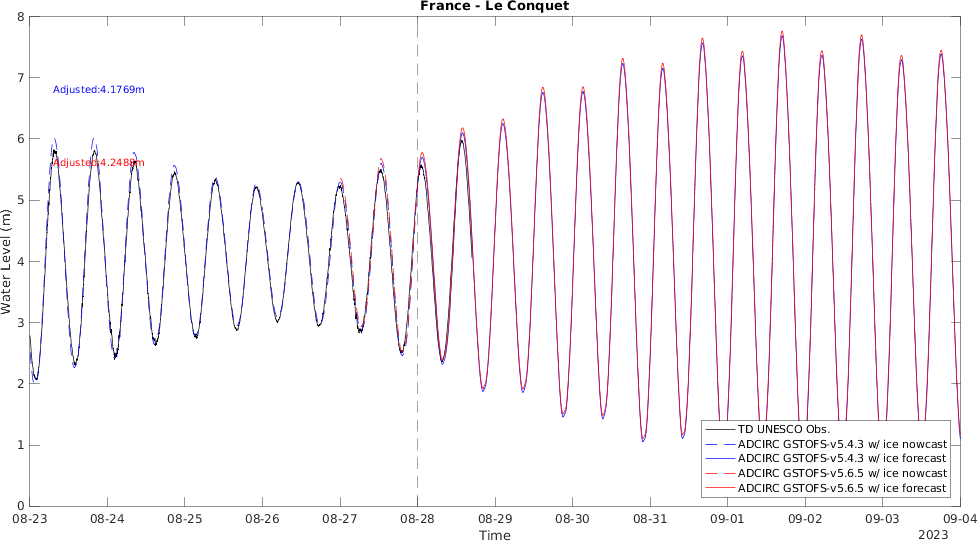 France - Le Conquet
8
7
6
5
4
3
2
1
0
Water Level (m)
Adjusted:4.1769m
Adjusted:4.2488m
TD UNESCO Obs.
ADCIRC GSTOFS-v5.4.3 w/ ice nowcast
ADCIRC GSTOFS-v5.4.3 w/ ice forecast
ADCIRC GSTOFS-v5.6.5 w/ ice nowcast
ADCIRC GSTOFS-v5.6.5 w/ ice forecast
08-23 08-24 08-25 08-26 08-27 08-28 08-29 08-30 08-31 09-01 09-02 09-03 09-04
Time
2023